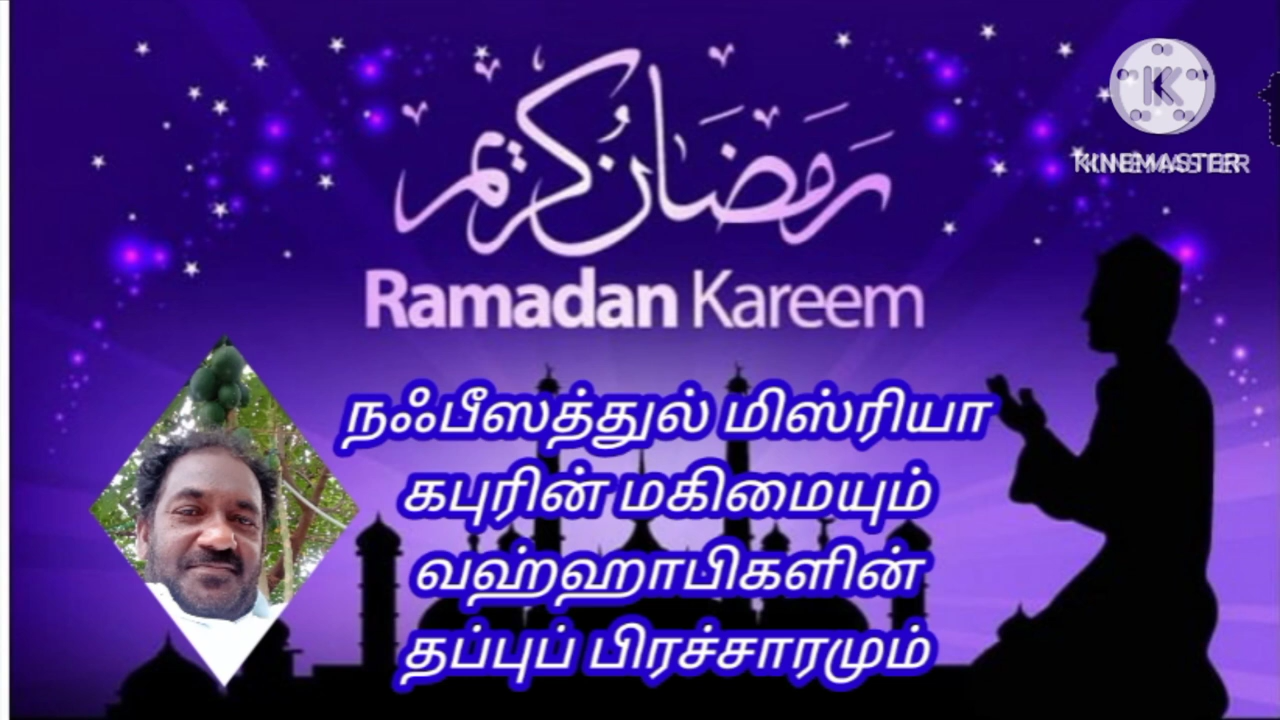 رمضان كريم
Ramadan Kareem
KINEMASTER
நஃபீஸத்துல் மிஸ்ரியா
கபுரின் மகிமையும்
வஹ்ஹாபிகளின்
தப்புப் பிரச்சாரமும்